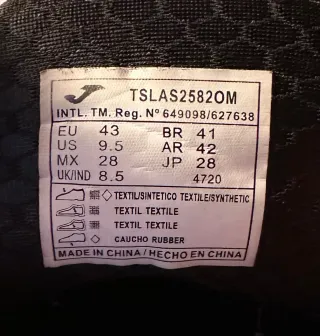 TSLAS2582OM
INTL. TM. Reg. Nº 649098/627638
EU 43 BR 41
US 9.5 AR 42
MX 28 JP 28
UK/IND 8.5 4720
TEXTIL/SINTETICO TEXTILE/SYNTHETIC
TEXTIL TEXTILE
TEXTIL TEXTILE
CAUCHO RUBBER
MADE IN CHINA / HECHO EN CHINA